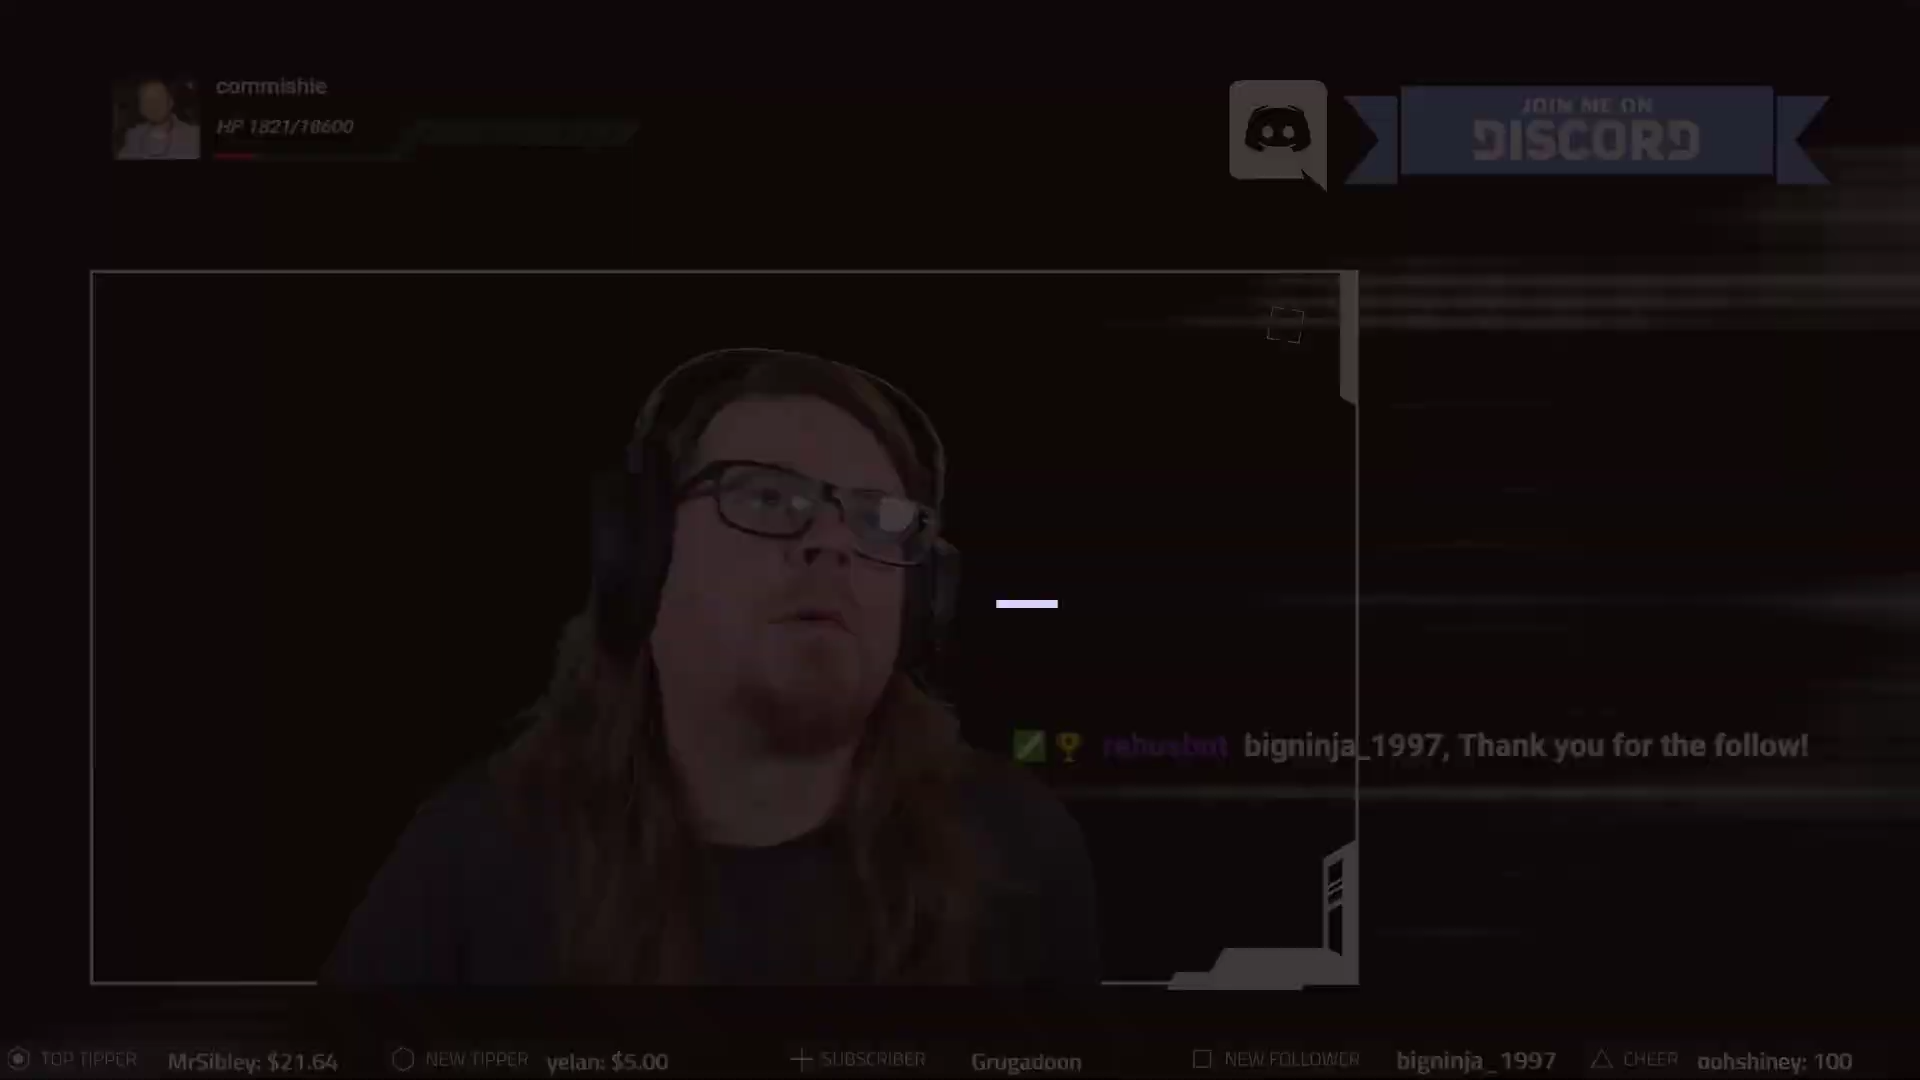 commishie
HP 1821/18600
JOIN ME ON
DISCORD
rehusbot bigninja_1997, Thank you for the follow!
TOP TIPPER MrSibley: $21.64 NEW TIPPER yelan: $5.00 SUBSCRIBER Grugadoon NEW FOLLOWER bigninja_1997 CHEER oohshiney: 100